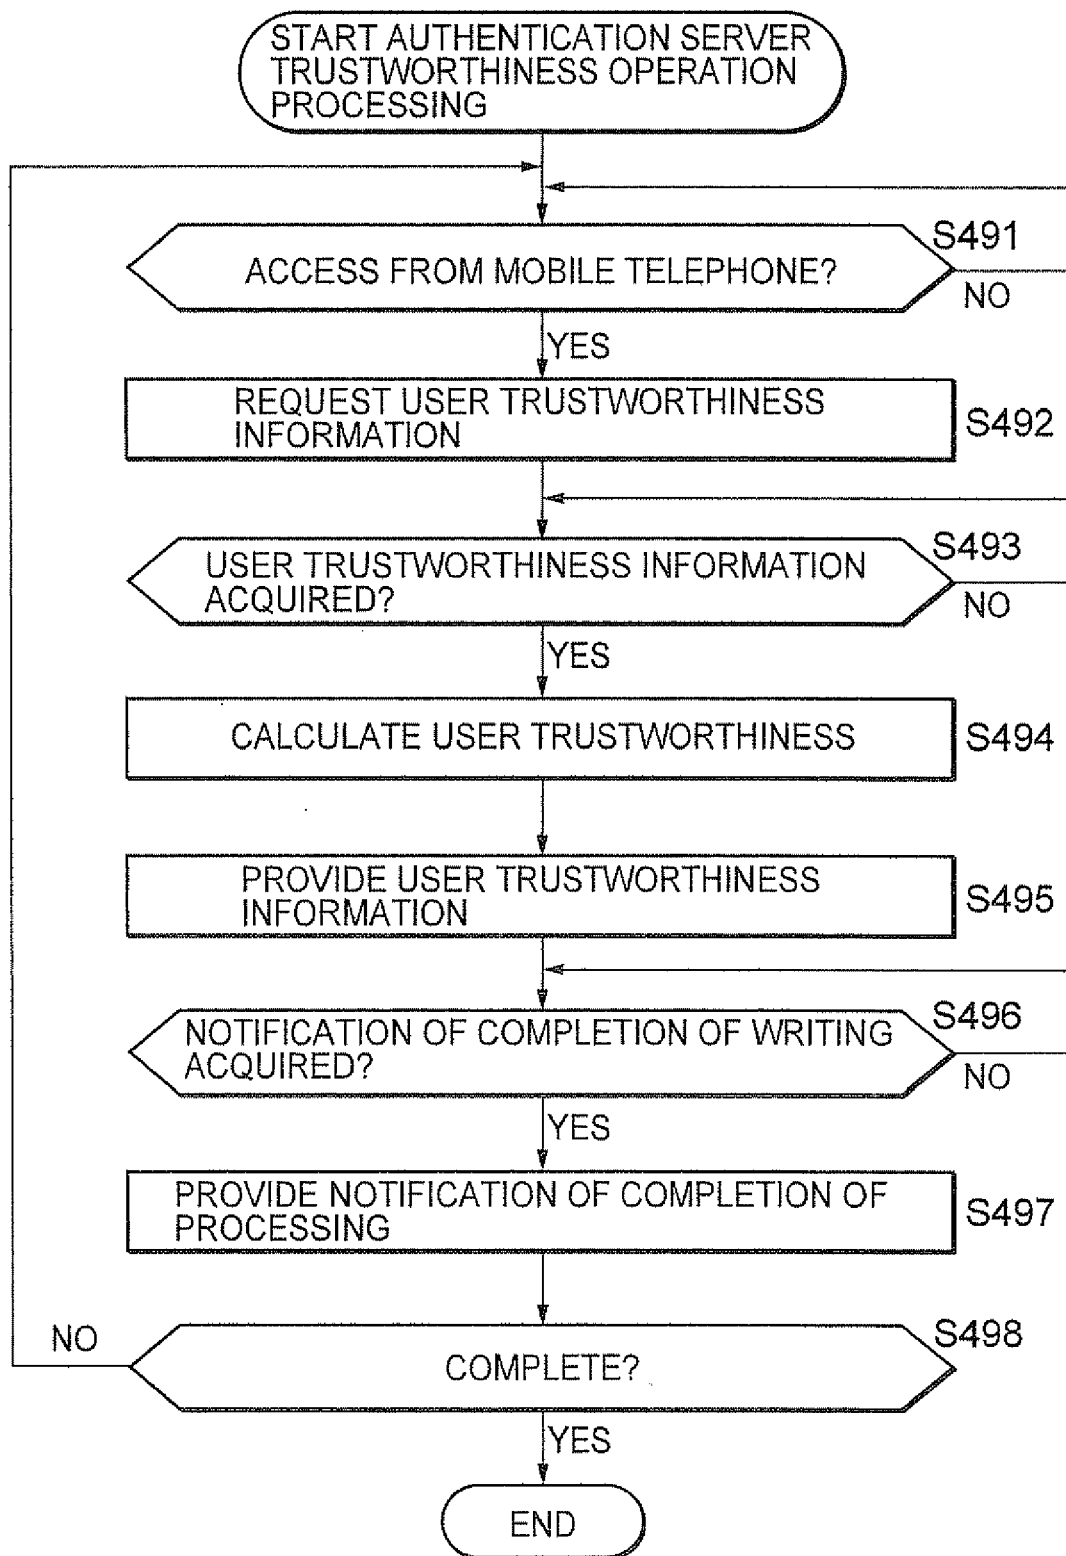 START AUTHENTICATION SERVER
TRUSTWORTHINESS OPERATION
PROCESSING
S491
ACCESS FROM MOBILE TELEPHONE?
NO
YES
REQUEST USER TRUSTWORTHINESS
INFORMATION
S492
S493
USER TRUSTWORTHINESS INFORMATION
ACQUIRED?
NO
YES
CALCULATE USER TRUSTWORTHINESS
S494
PROVIDE USER TRUSTWORTHINESS
INFORMATION
S495
S496
NOTIFICATION OF COMPLETION OF WRITING
ACQUIRED?
NO
YES
PROVIDE NOTIFICATION OF COMPLETION OF
PROCESSING
S497
NO
S498
COMPLETE?
YES
END